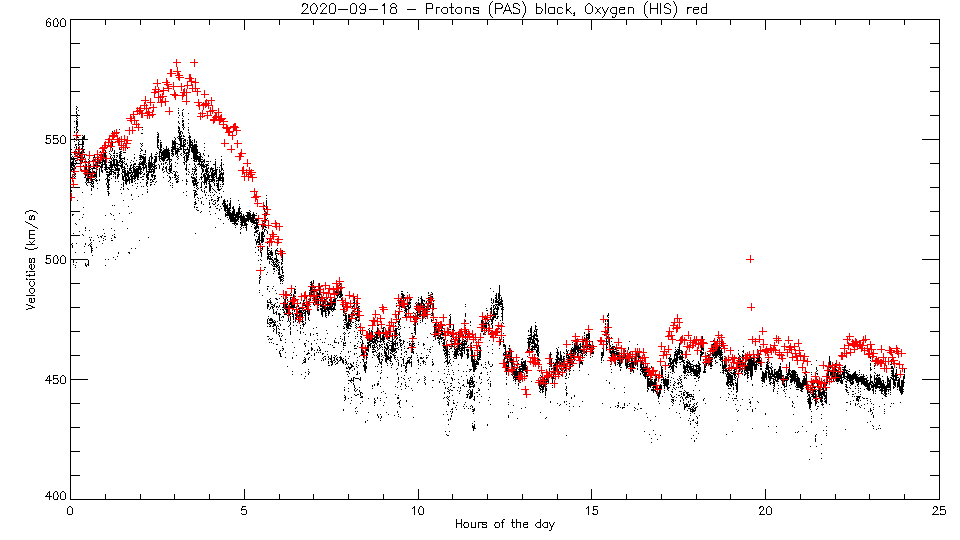 2020-09-18 - Protons (PAS) black, Oxygen (HIS) red
Velocities (km/s)
600
550
500
450
400
0 5 10 15 20 25
Hours of the day